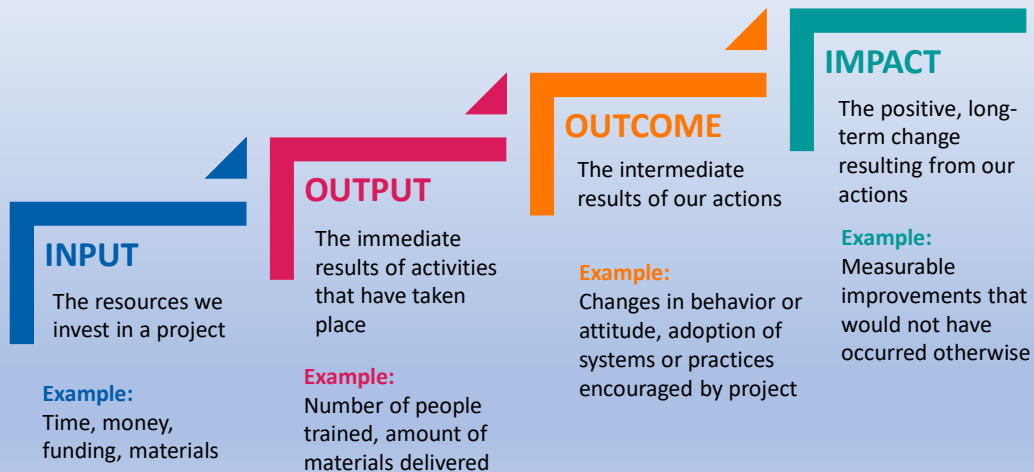 INPUT
The resources we
invest in a project
Example:
Time, money,
funding, materials
OUTPUT
The immediate
results of activities
that have taken
place
Example:
Number of people
trained, amount of
materials delivered
OUTCOME
The intermediate
results of our actions
Example:
Changes in behavior or
attitude, adoption of
systems or practices
encouraged by project
IMPACT
The positive, long-
term change
resulting from our
actions
Example:
Measurable
improvements that
would not have
occurred otherwise